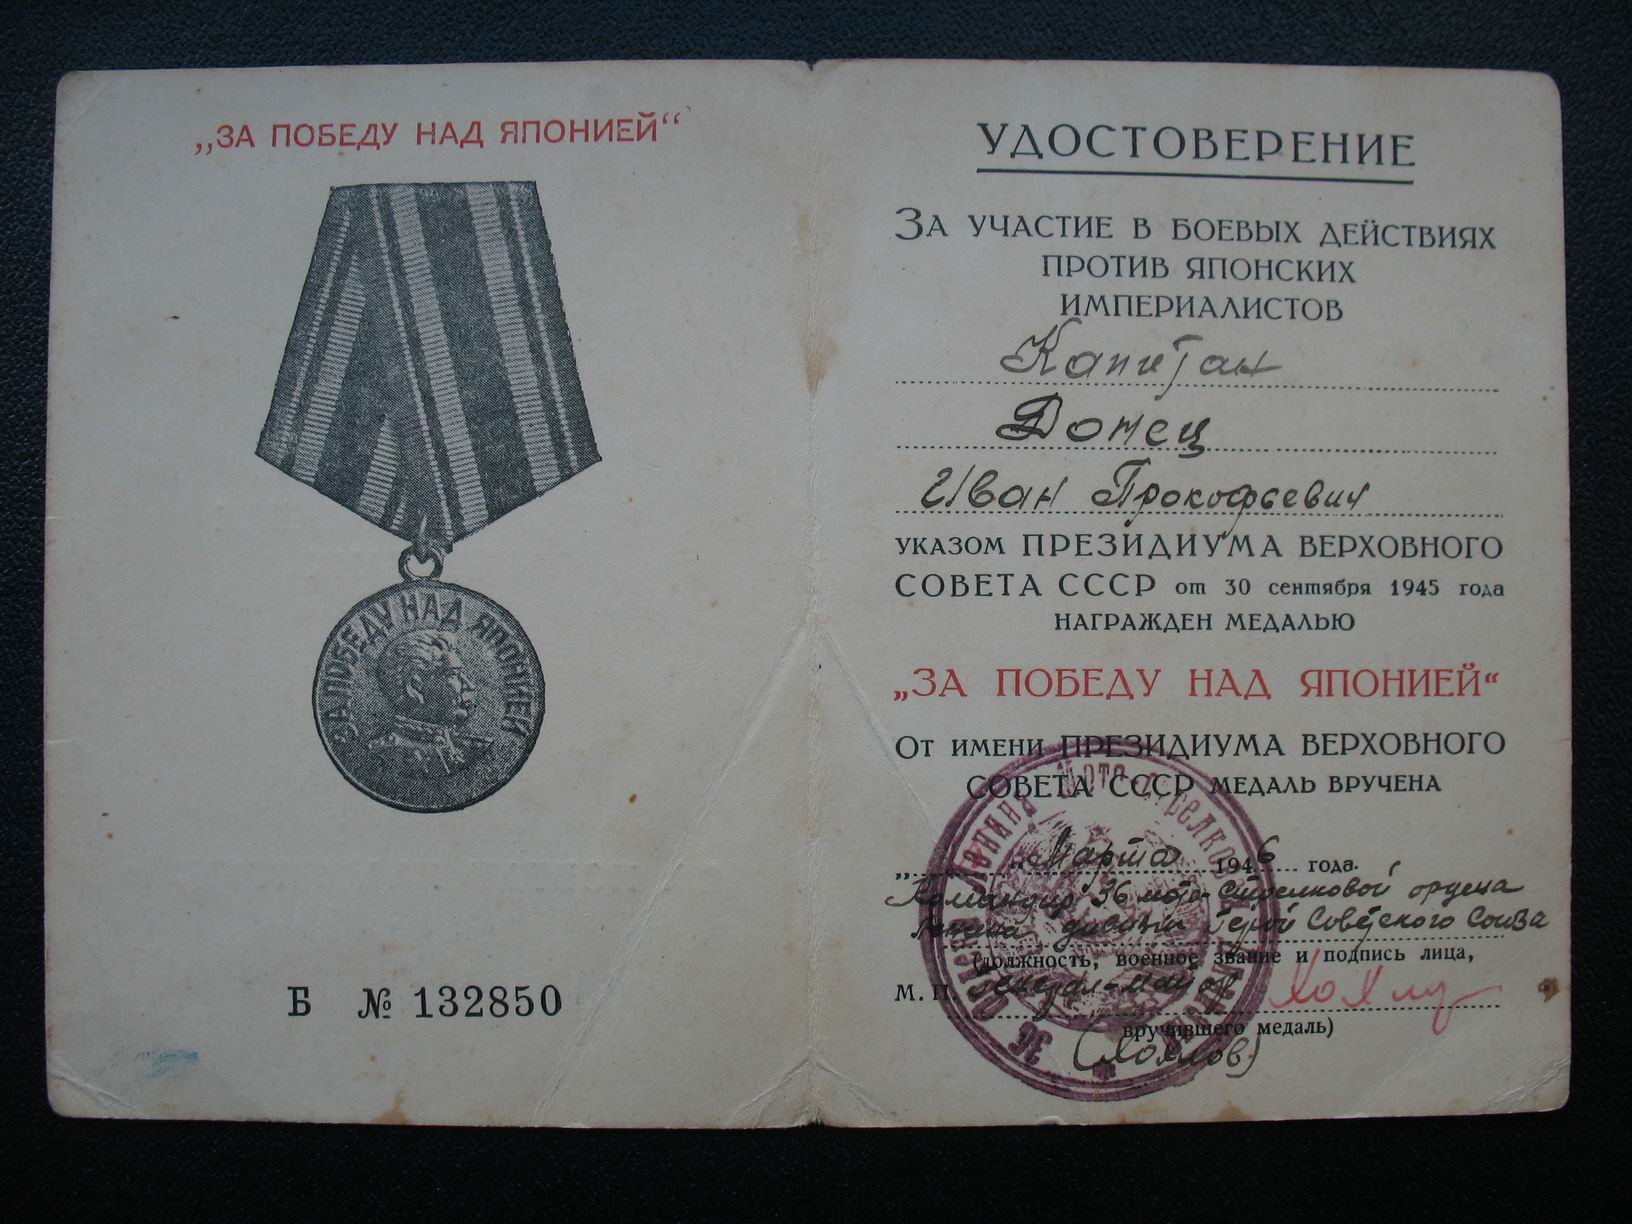 „ЗА ПОБЕДУ НАД ЯПОНИЕЙ“
ЗА ПОБЕДУ НАД ЯПОНИЕЙ
Б № 132850
УДОСТОВЕРЕНИЕ
ЗА УЧАСТИЕ В БОЕВЫХ ДЕЙСТВИЯХ
ПРОТИВ ЯПОНСКИХ
ИМПЕРИАЛИСТОВ
Капитан
Донец
Иван Прокофьевич
УКАЗОМ ПРЕЗИДИУМА ВЕРХОВНОГО
СОВЕТА СССР от 30 сентября 1945 года
НАГРАЖДЕН МЕДАЛЬЮ
„ЗА ПОБЕДУ НАД ЯПОНИЕЙ“
ОТ ИМЕНИ ПРЕЗИДИУМА ВЕРХОВНОГО
СОВЕТА СССР МЕДАЛЬ ВРУЧЕНА
„ “ Марта 1946 года.
Командир 36 мото-стрелковой ордена
Ленина дивизии Герой Советского Союза
(должность, военное звание и подпись лица,
М. П. Генерал-майор
вручившего медаль)
(Хохлов)